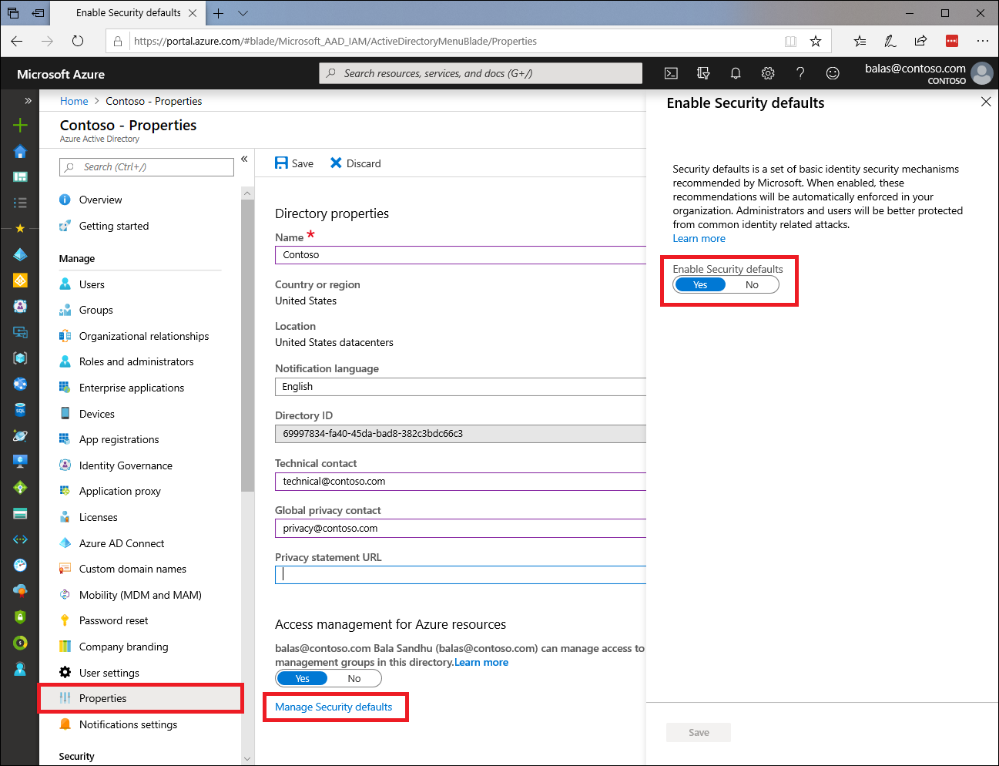 Enable Security defaults
https://portal.azure.com/#blade/Microsoft_AAD_IAM/ActiveDirectoryMenuBlade/Properties
Microsoft Azure
Search resources, services, and docs (G+/)
balas@contoso.com
CONTOSO
Home > Contoso - Properties
Contoso - Properties
Azure Active Directory
Search (Ctrl+/)
Overview
Getting started
Manage
Users
Groups
Organizational relationships
Roles and administrators
Enterprise applications
Devices
App registrations
Identity Governance
Application proxy
Licenses
Azure AD Connect
Custom domain names
Mobility (MDM and MAM)
Password reset
Company branding
User settings
Properties
Notifications settings
Security
Save
Discard
Directory properties
Name *
Contoso
Country or region
United States
Location
United States datacenters
Notification language
English
Directory ID
69997834-fa40-45da-bad8-382c3bdc66c3
Technical contact
technical@contoso.com
Global privacy contact
privacy@contoso.com
Privacy statement URL
Access management for Azure resources
balas@contoso.com Bala Sandhu (balas@contoso.com) can manage access to
management groups in this directory.Learn more
Yes No
Manage Security defaults
Enable Security defaults
Security defaults is a set of basic identity security mechanisms
recommended by Microsoft. When enabled, these
recommendations will be automatically enforced in your
organization. Administrators and users will be better protected
from common identity related attacks.
Learn more
Enable Security defaults
Yes No
Save
SQL